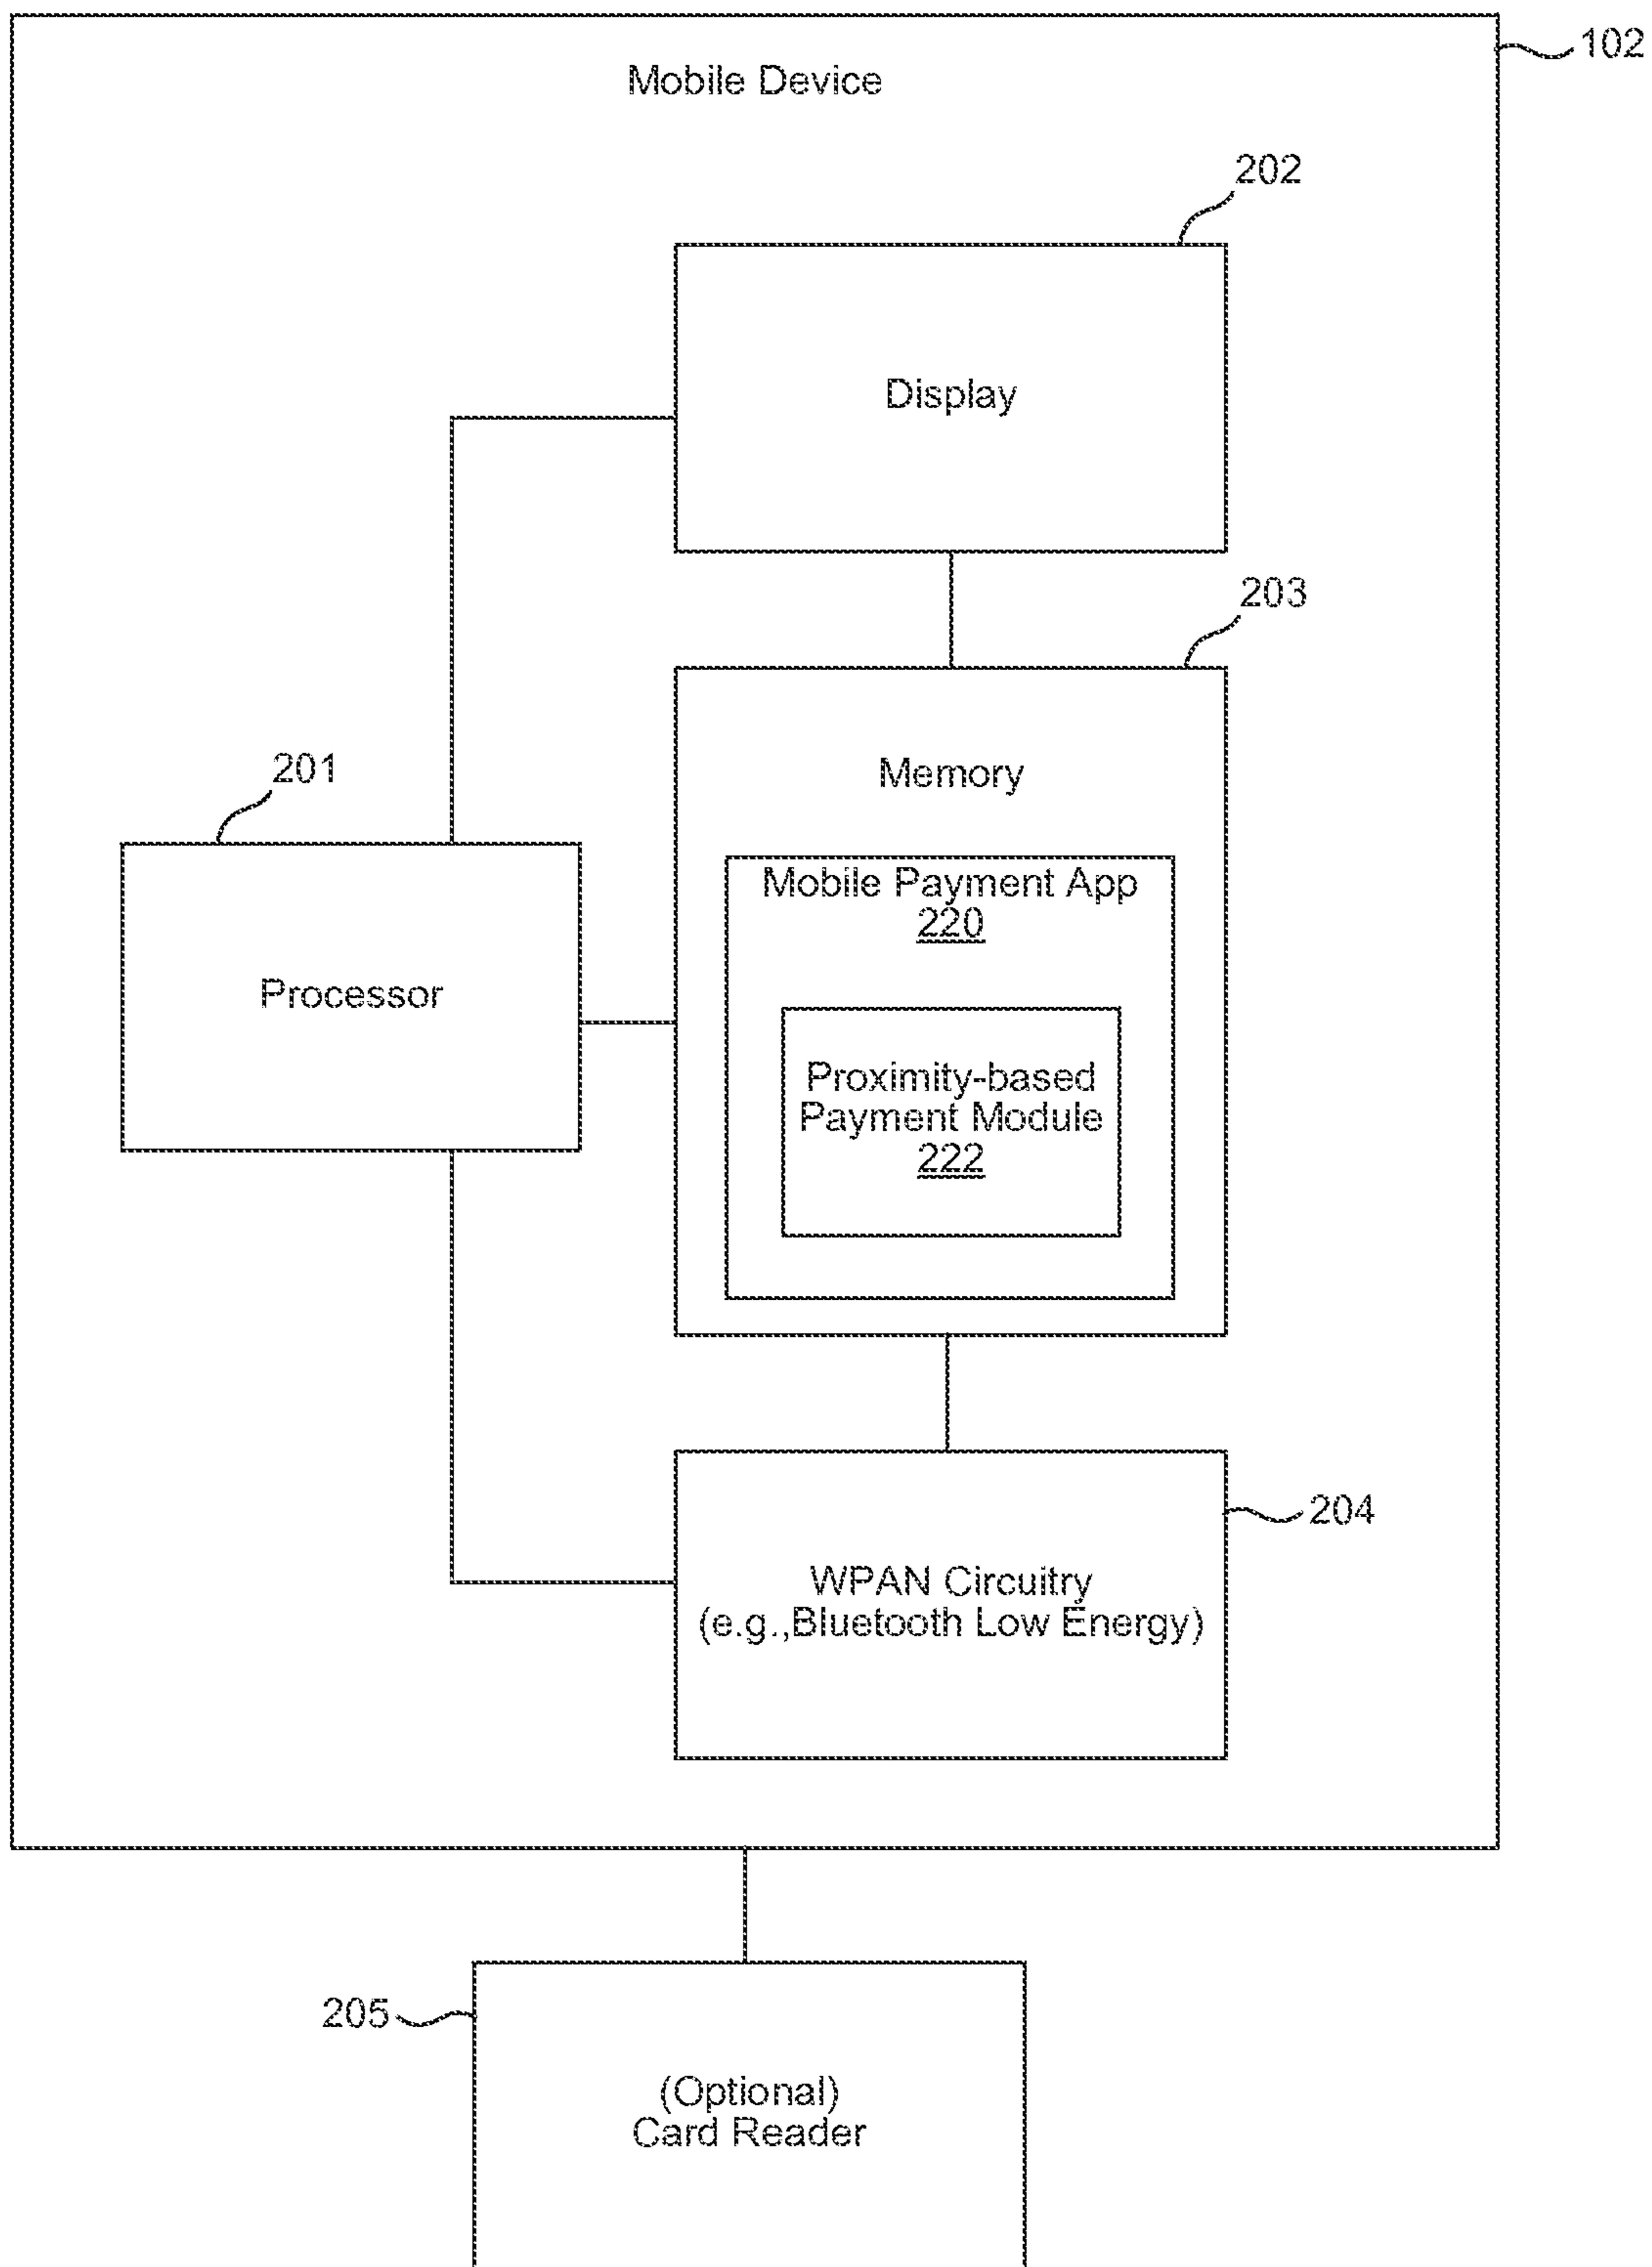 102
Mobile Device
202
Display
203
Memory
201
Mobile Payment App
220
Processor
Proximity-based
Payment Module
222
204
WPAN Circuitry
(e.g.,Bluetooth Low Energy)
205
(Optional)
Card Reader